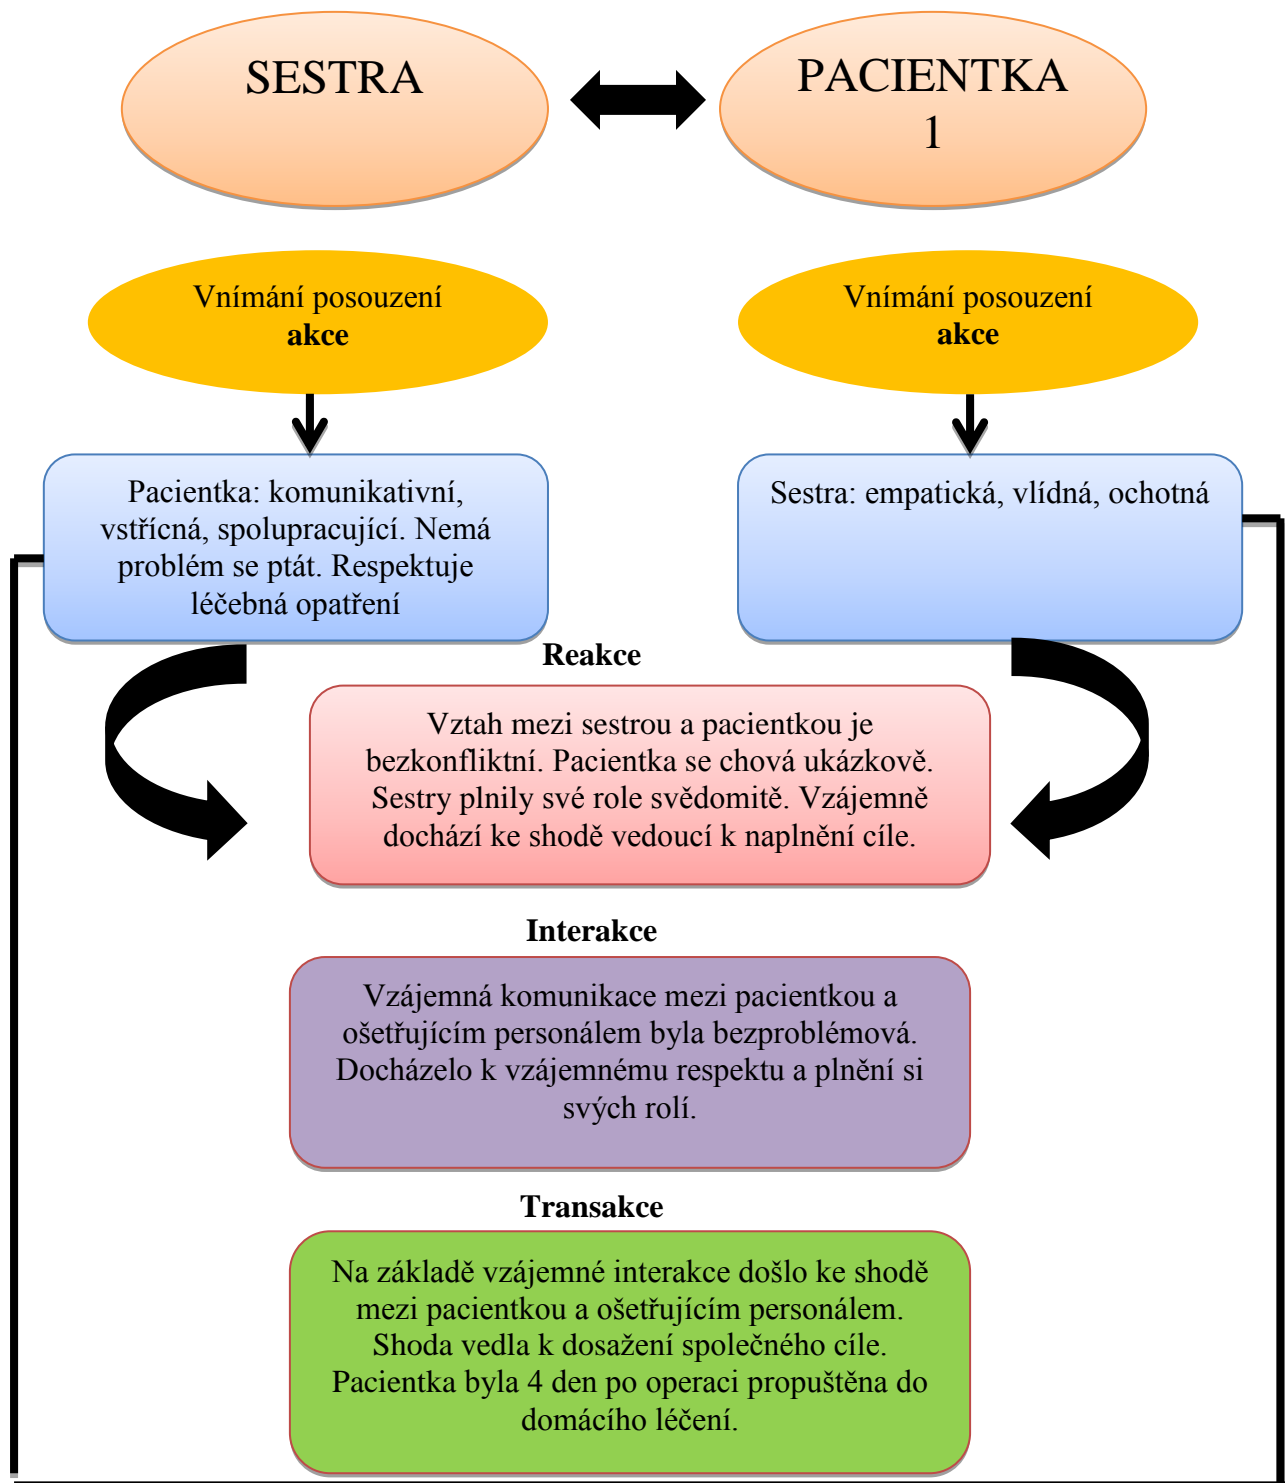 SESTRA
PACIENTKA
1
Vnímání posouzení
akce
Vnímání posouzení
akce
Pacientka: komunikativní,
vstřícná, spolupracující. Nemá
problém se ptát. Respektuje
léčebná opatření
Sestra: empatická, vlídná, ochotná
Reakce
Vztah mezi sestrou a pacientkou je
bezkonfliktní. Pacientka se chová ukázkově.
Sestry plnily své role svědomitě. Vzájemně
dochází ke shodě vedoucí k naplnění cíle.
Interakce
Vzájemná komunikace mezi pacientkou a
ošetřujícím personálem byla bezproblémová.
Docházelo k vzájemnému respektu a plnění si
svých rolí.
Transakce
Na základě vzájemné interakce došlo ke shodě
mezi pacientkou a ošetřujícím personálem.
Shoda vedla k dosažení společného cíle.
Pacientka byla 4 den po operaci propuštěna do
domácího léčení.